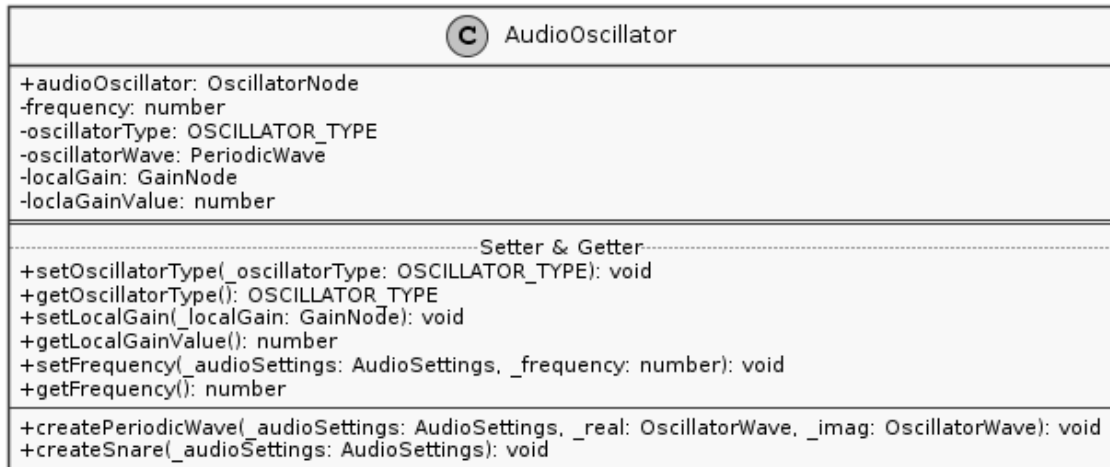 C AudioOscillator
+audioOscillator: OscillatorNode
-frequency: number
-oscillatorType: OSCILLATOR_TYPE
-oscillatorWave: PeriodicWave
-localGain: GainNode
-loclaGainValue: number
Setter & Getter
+setOscillatorType(_oscillatorType: OSCILLATOR_TYPE): void
+getOscillatorType(): OSCILLATOR_TYPE
+setLocalGain(_localGain: GainNode): void
+getLocalGainValue(): number
+setFrequency(_audioSettings: AudioSettings, _frequency: number): void
+getFrequency(): number
+createPeriodicWave(_audioSettings: AudioSettings, _real: OscillatorWave, _imag: OscillatorWave): void
+createSnare(_audioSettings: AudioSettings): void